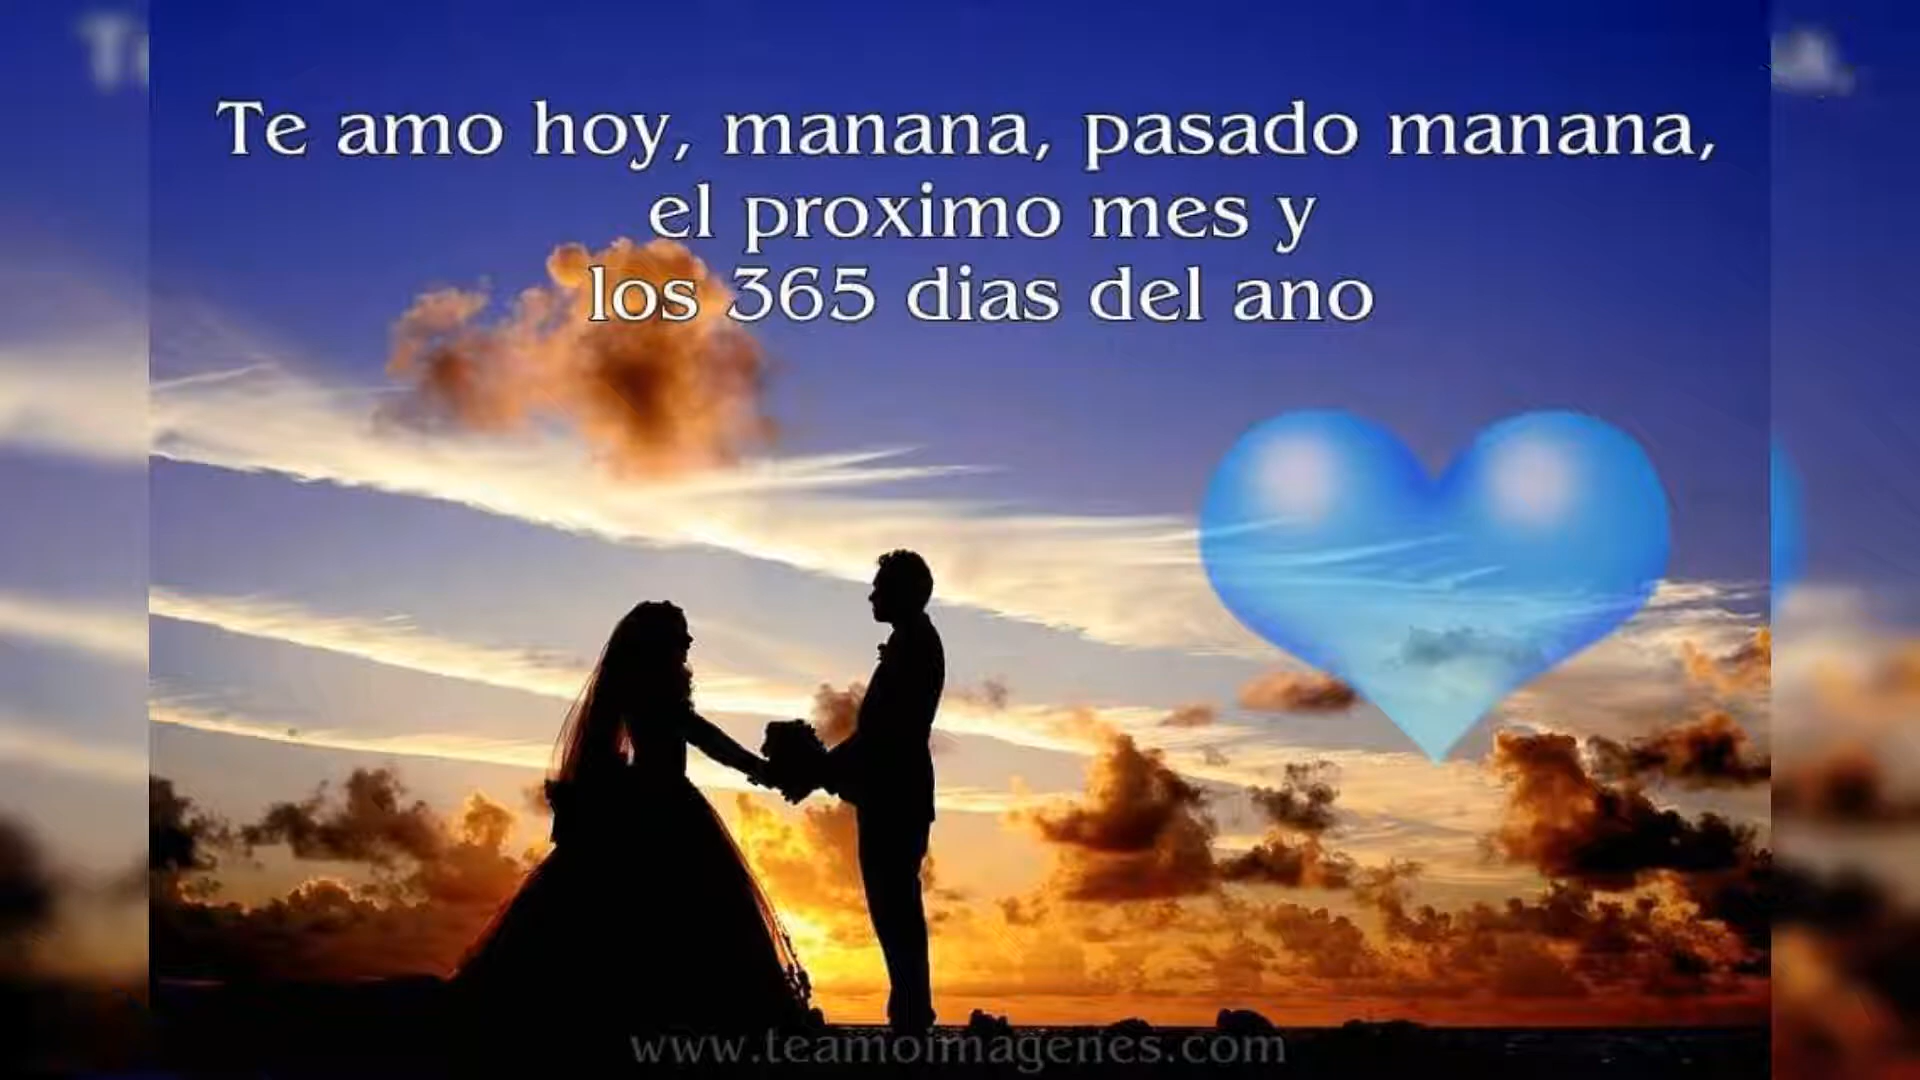 Te amo hoy, manana, pasado manana,
el proximo mes y
los 365 dias del ano
www.teamoimagenes.com